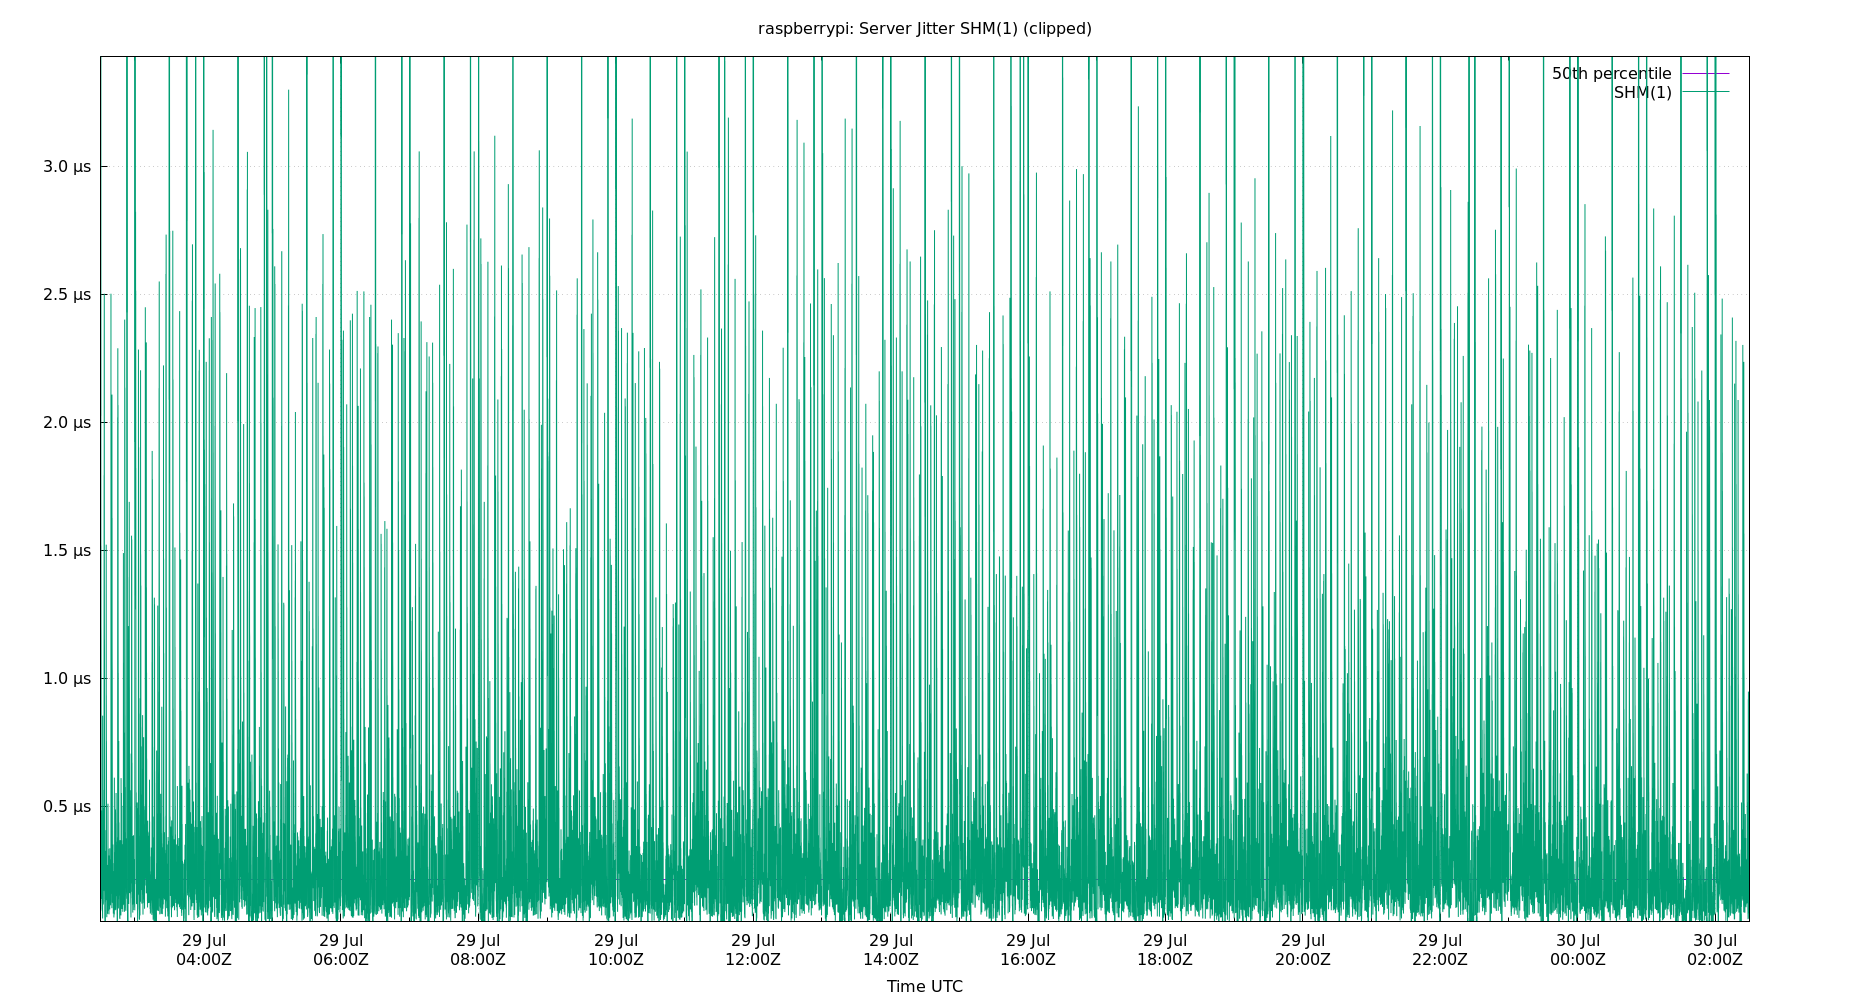 raspberrypi: Server Jitter SHM(1) (clipped)
50th percentile
SHM(1)
3.0 µs
2.5 µs
2.0 µs
1.5 µs
1.0 µs
0.5 µs
29 Jul 29 Jul 29 Jul 29 Jul 29 Jul 29 Jul 29 Jul 29 Jul 29 Jul 29 Jul 30 Jul 30 Jul
04:00Z 06:00Z 08:00Z 10:00Z 12:00Z 14:00Z 16:00Z 18:00Z 20:00Z 22:00Z 00:00Z 02:00Z
Time UTC